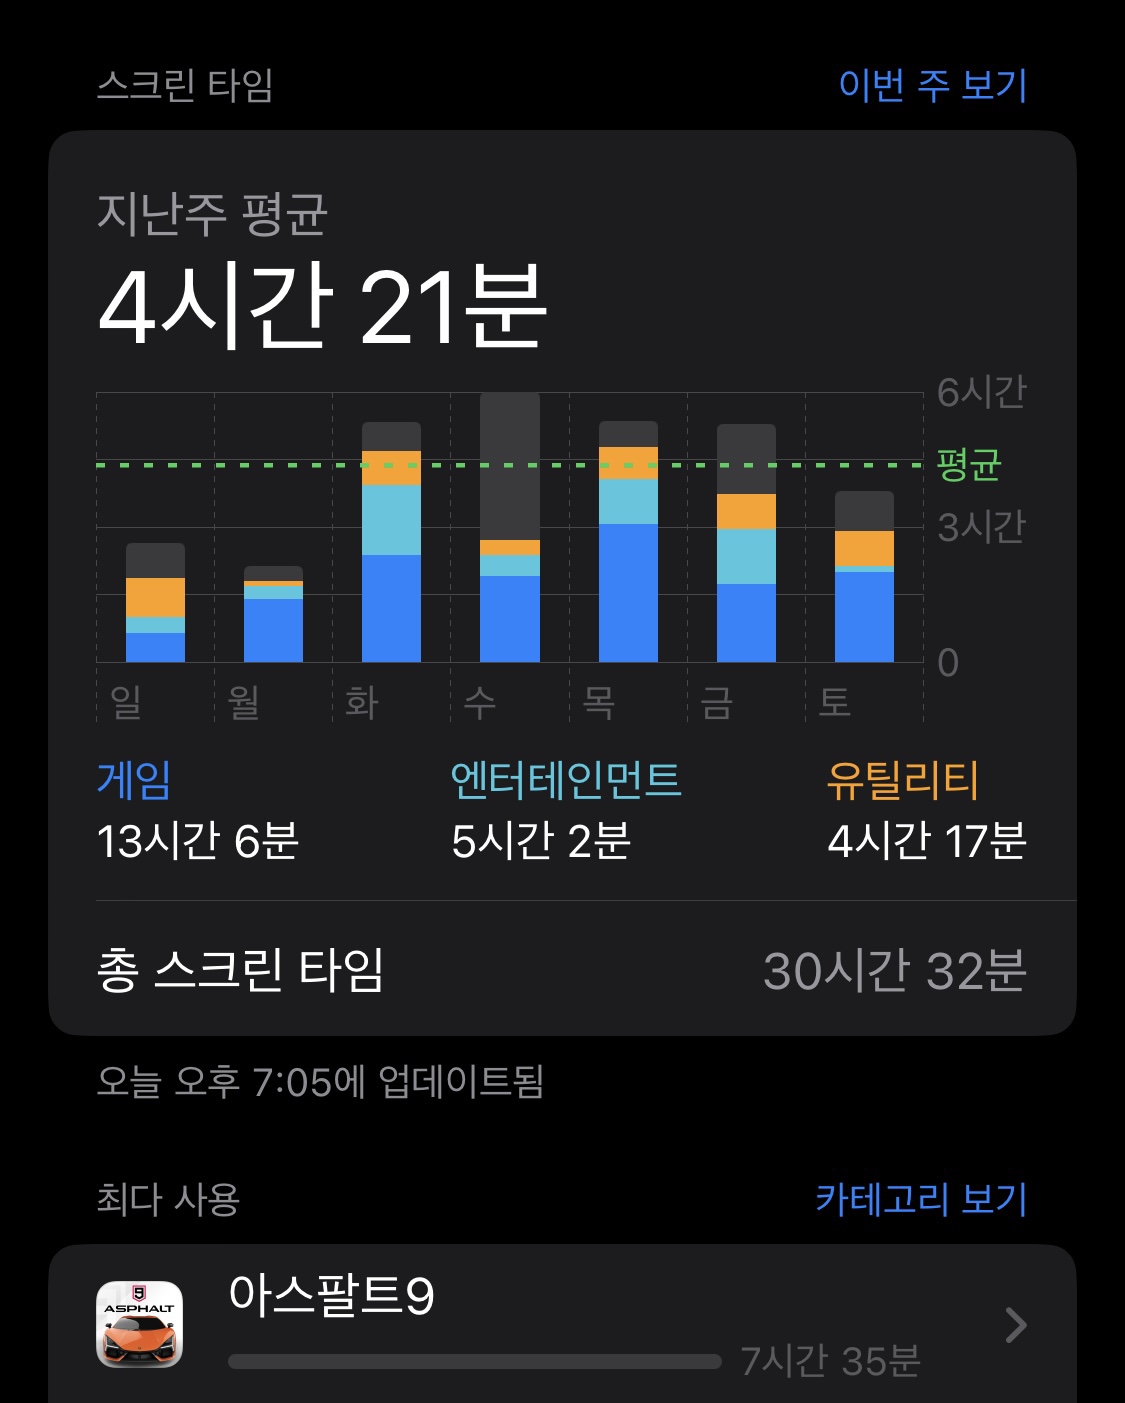 스크린 타임
이번 주 보기
지난주 평균
4시간 21분
6시간
평균
3시간
0
일 월 화 수 목 금 토
게임 엔터테인먼트 유틸리티
13시간 6분 5시간 2분 4시간 17분
총 스크린 타임 30시간 32분
오늘 오후 7:05에 업데이트됨
최다 사용
카테고리 보기
9
ASPHALT
아스팔트9
7시간 35분